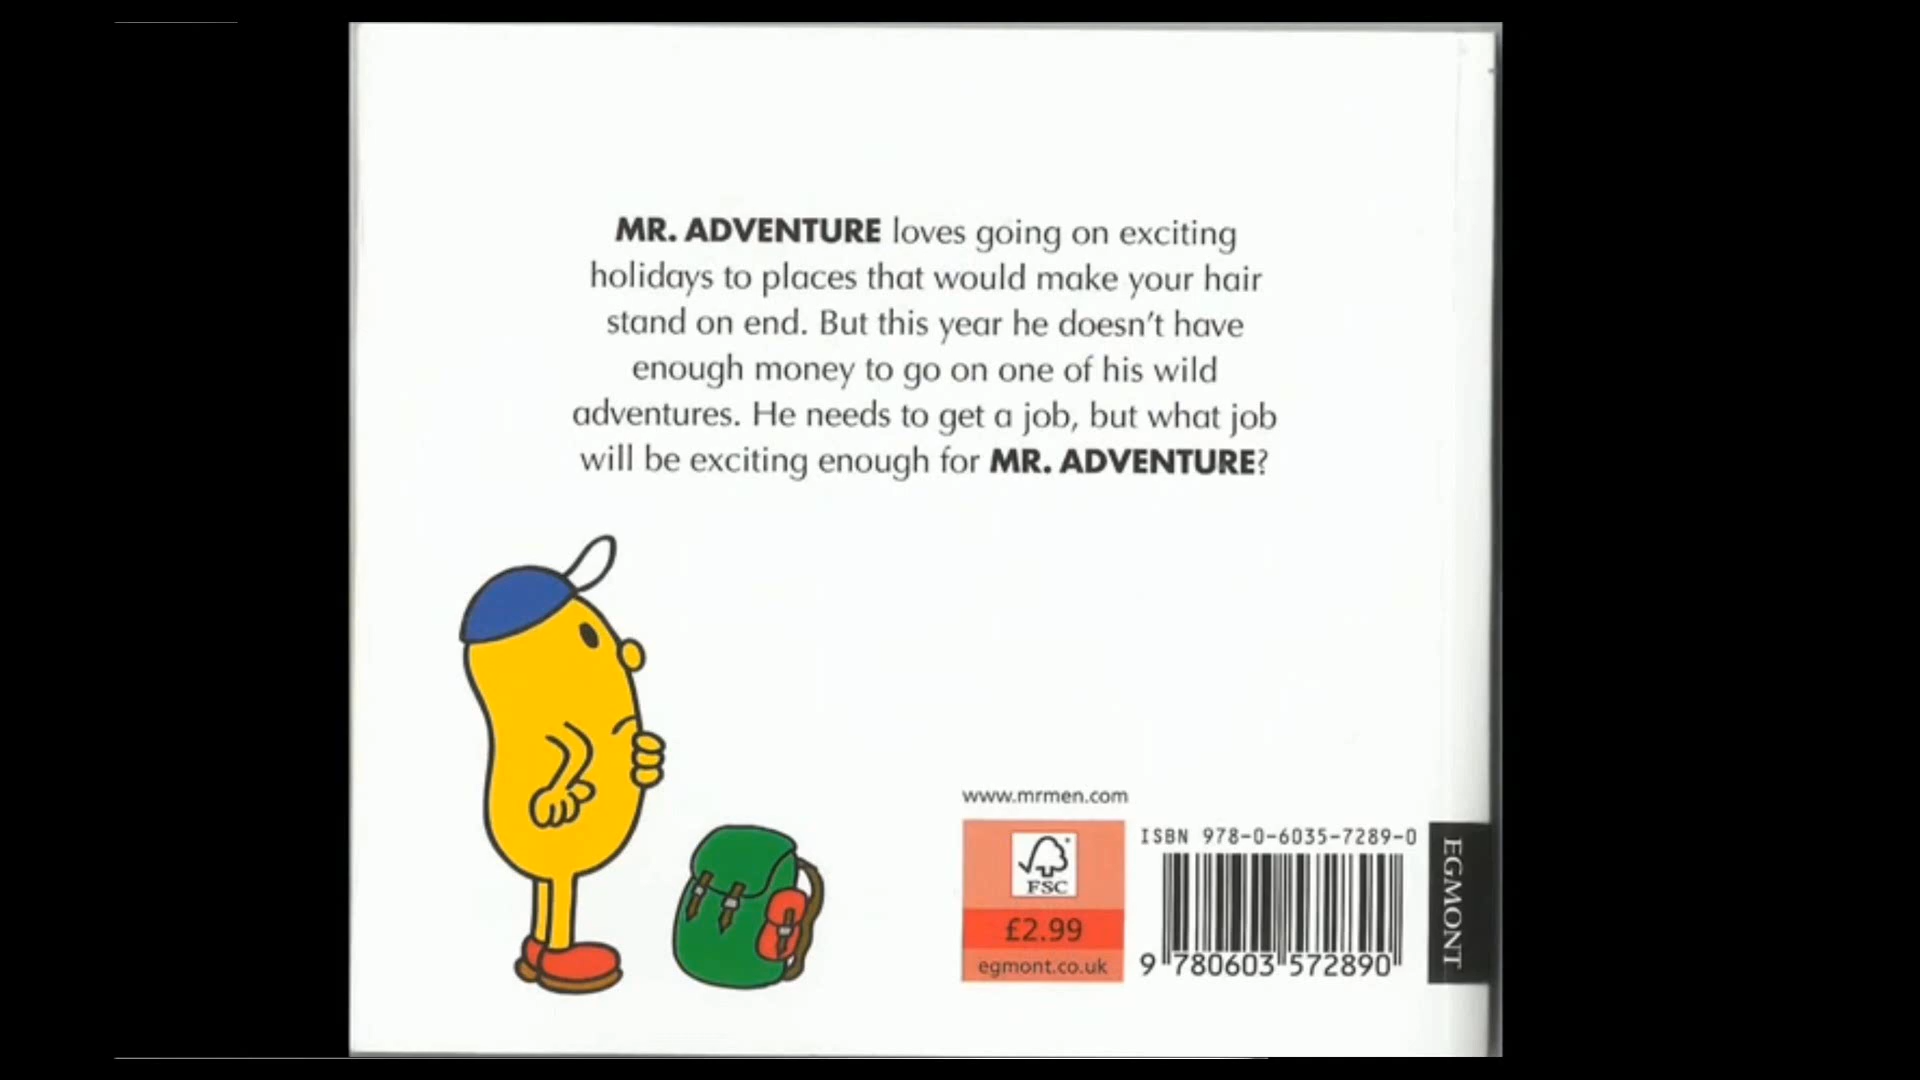 MR. ADVENTURE loves going on exciting
holidays to places that would make your hair
stand on end. But this year he doesn't have
enough money to go on one of his wild
adventures. He needs to get a job, but what job
will be exciting enough for MR. ADVENTURE?
www.mrmen.com
FSC
£2.99
egmont.co.uk
ISBN 978-0-6035-7289-0
9 780603 572890
EGMONT